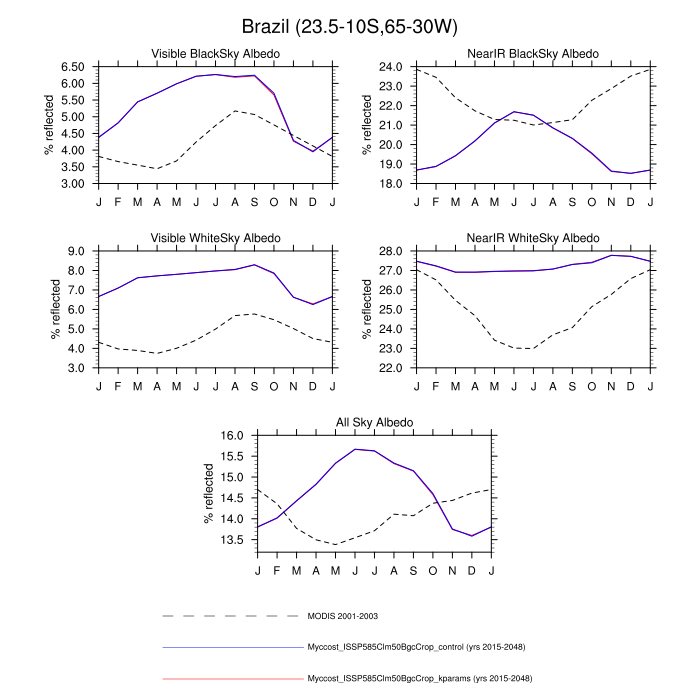 Brazil (23.5-10S,65-30W)
Visible BlackSky Albedo
% reflected
6.50
6.00
5.50
5.00
4.50
4.00
3.50
3.00
J F M A M J J A S O N D J
NearIR BlackSky Albedo
% reflected
24.0
23.0
22.0
21.0
20.0
19.0
18.0
J F M A M J J A S O N D J
Visible WhiteSky Albedo
% reflected
9.0
8.0
7.0
6.0
5.0
4.0
3.0
J F M A M J J A S O N D J
NearIR WhiteSky Albedo
% reflected
28.0
27.0
26.0
25.0
24.0
23.0
22.0
J F M A M J J A S O N D J
All Sky Albedo
% reflected
16.0
15.5
15.0
14.5
14.0
13.5
J F M A M J J A S O N D J
MODIS 2001-2003
Myccost_ISSP585Clm50BgcCrop_control (yrs 2015-2048)
Myccost_ISSP585Clm50BgcCrop_kparams (yrs 2015-2048)